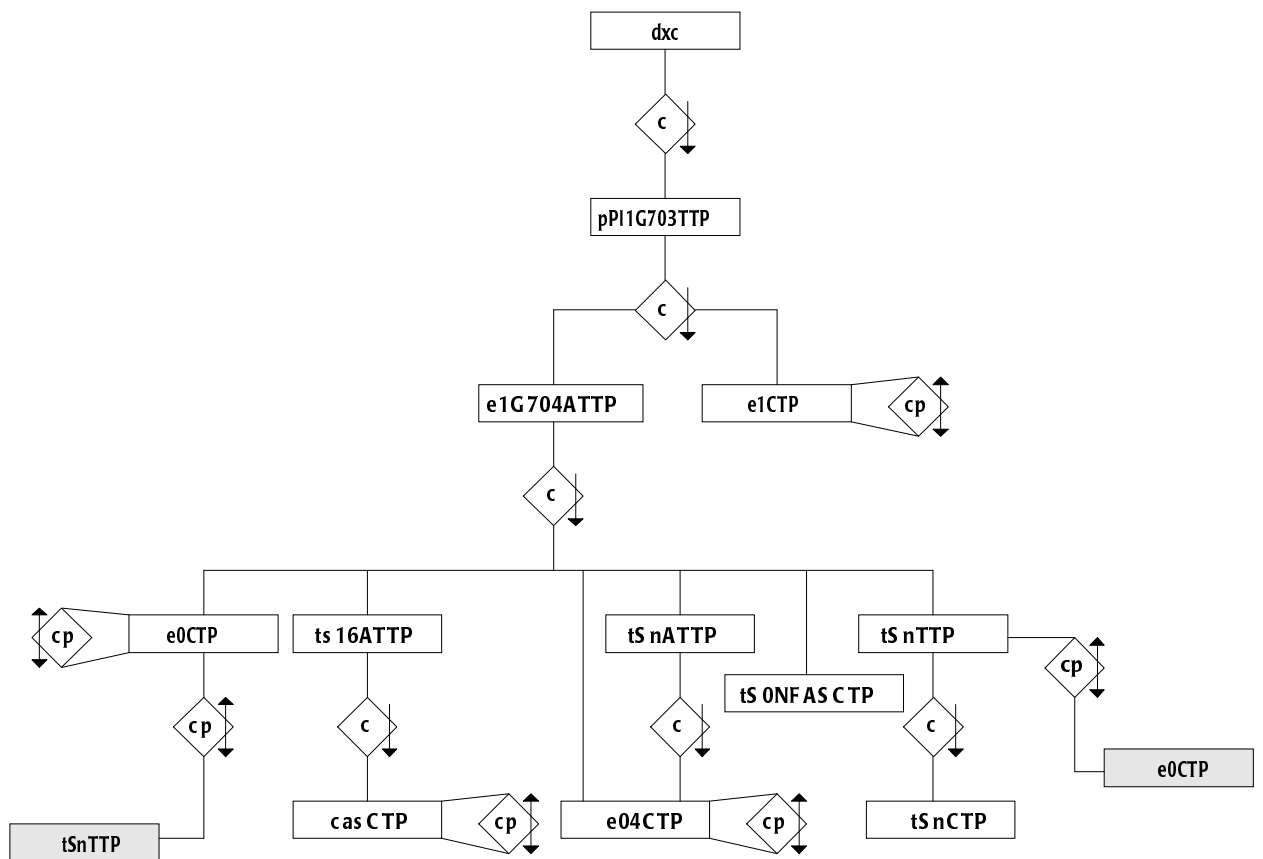 dxc
c
pPI1G703TTP
c
e1G704ATTP
e1CTP
cp
c
cp
e0CTP
ts16ATTP
tSnATTP
tSnTTP
cp
tS0NFASCTP
cp
c
c
c
e0CTP
casCTP
cp
e04CTP
cp
tSnCTP
tSnTTP